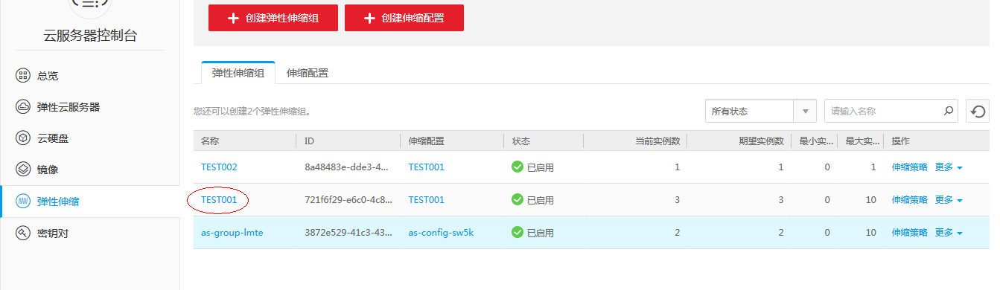 创建弹性伸缩组 创建伸缩配置
云服务器控制台
总览
弹性云服务器
云硬盘
镜像
弹性伸缩
密钥对
弹性伸缩组 伸缩配置
您还可以创建2个弹性伸缩组。 所有状态 请输入名称
名称 ID 伸缩配置 状态 当前实例数 期望实例数 最小实... 最大实... 操作
TEST002 8a48483e-dde3-4... TEST001 已启用 1 1 0 1 伸缩策略 更多
TEST001 721f6f29-e6c0-4c8... TEST001 已启用 3 3 0 10 伸缩策略 更多
as-group-lmte 3872e529-41c3-43... as-config-sw5k 已启用 2 2 0 10 伸缩策略 更多